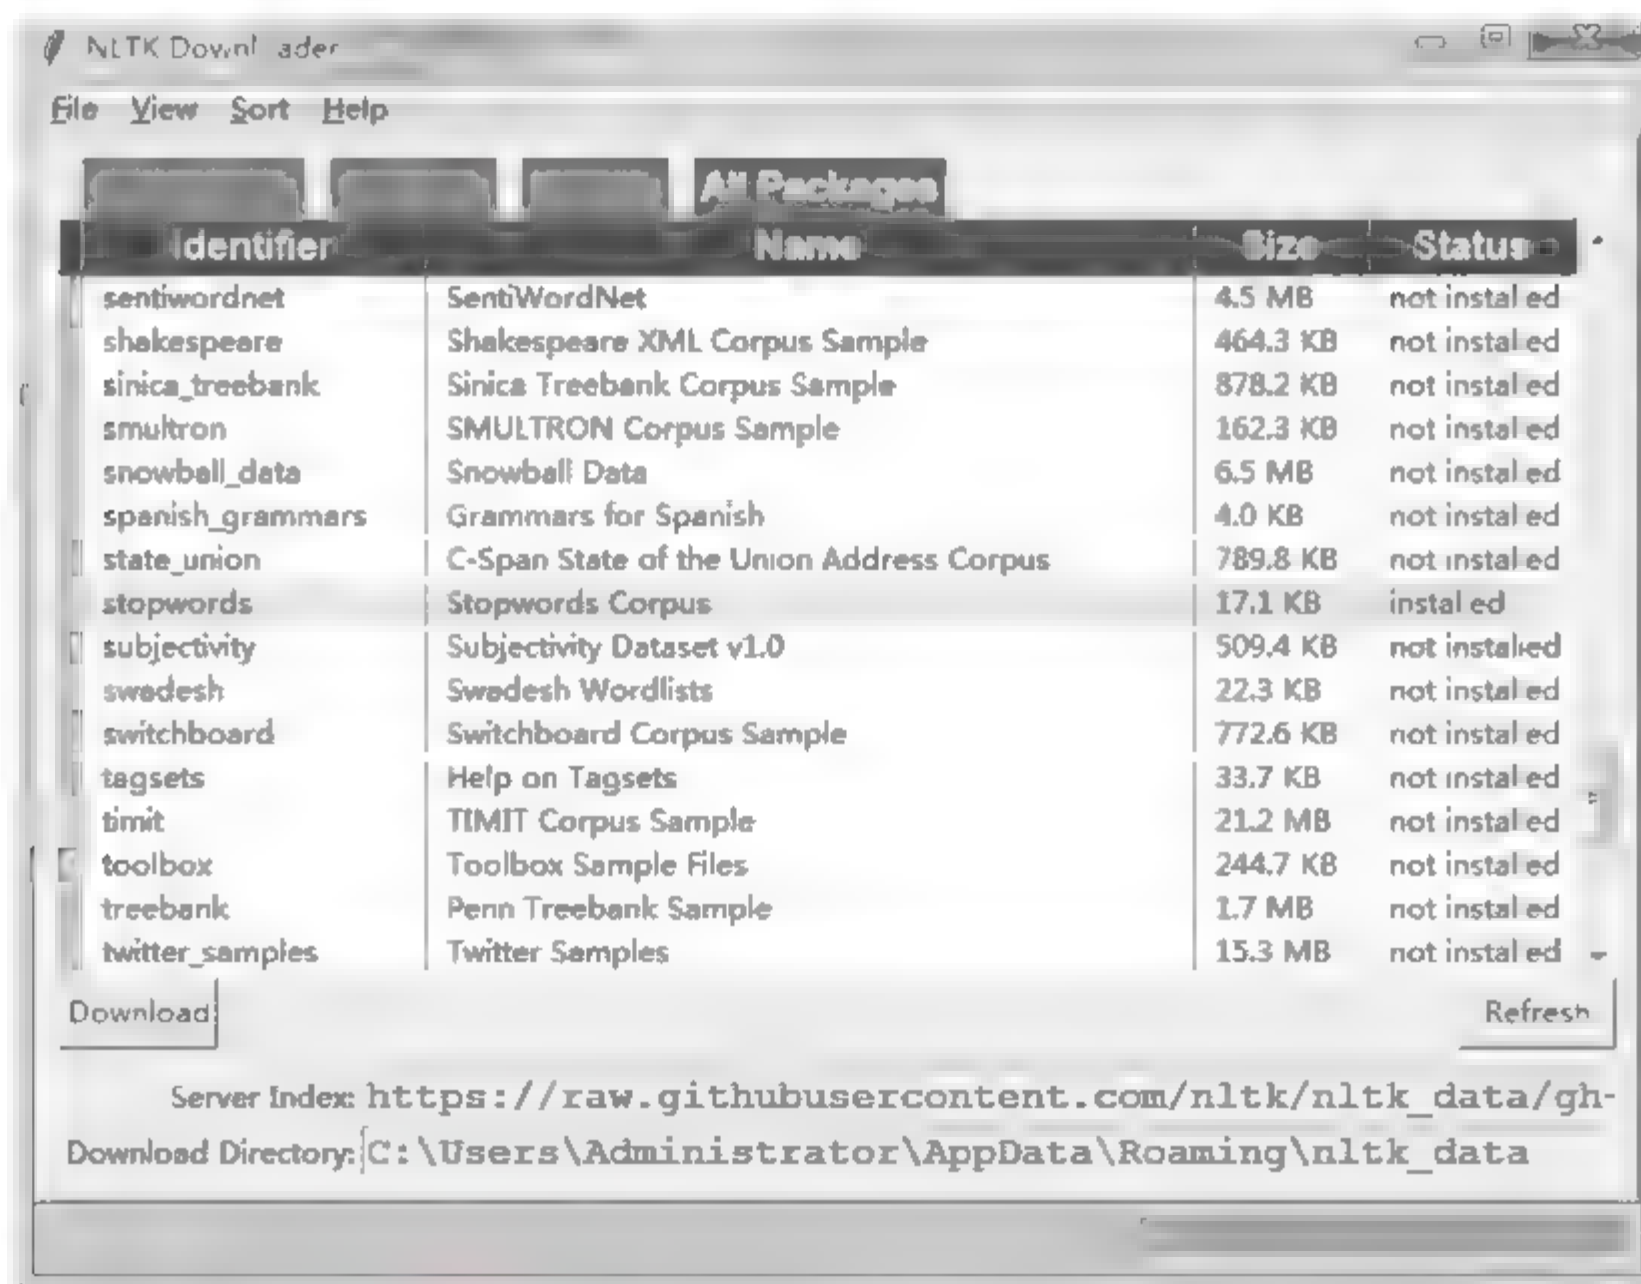 NLTK Downl ader
File View Sort Help
All Packages
Identifier Name Size Status
sentiwordnet SentiWordNet 4.5 MB not instal ed
shakespeare Shakespeare XML Corpus Sample 464.3 KB not instal ed
sinica_treebank Sinica Treebank Corpus Sample 878.2 KB not instal ed
smultron SMULTRON Corpus Sample 162.3 KB not instal ed
snowball_data Snowball Data 6.5 MB not instal ed
spanish_grammars Grammars for Spanish 4.0 KB not instal ed
state_union C-Span State of the Union Address Corpus 789.8 KB not instal ed
stopwords Stopwords Corpus 17.1 KB instal ed
subjectivity Subjectivity Dataset v1.0 509.4 KB not installed
swadesh Swadesh Wordlists 22.3 KB not instal ed
switchboard Switchboard Corpus Sample 772.6 KB not instal ed
tagsets Help on Tagsets 33.7 KB not instal ed
timit TIMIT Corpus Sample 21.2 MB not instal ed
toolbox Toolbox Sample Files 244.7 KB not instal ed
treebank Penn Treebank Sample 1.7 MB not instal ed
twitter_samples Twitter Samples 15.3 MB not instal ed
Download Refresh
Server Index: https://raw.githubusercontent.com/nltk/nltk_data/gh-
Download Directory: C:\Users\Administrator\AppData\Roaming\nltk_data